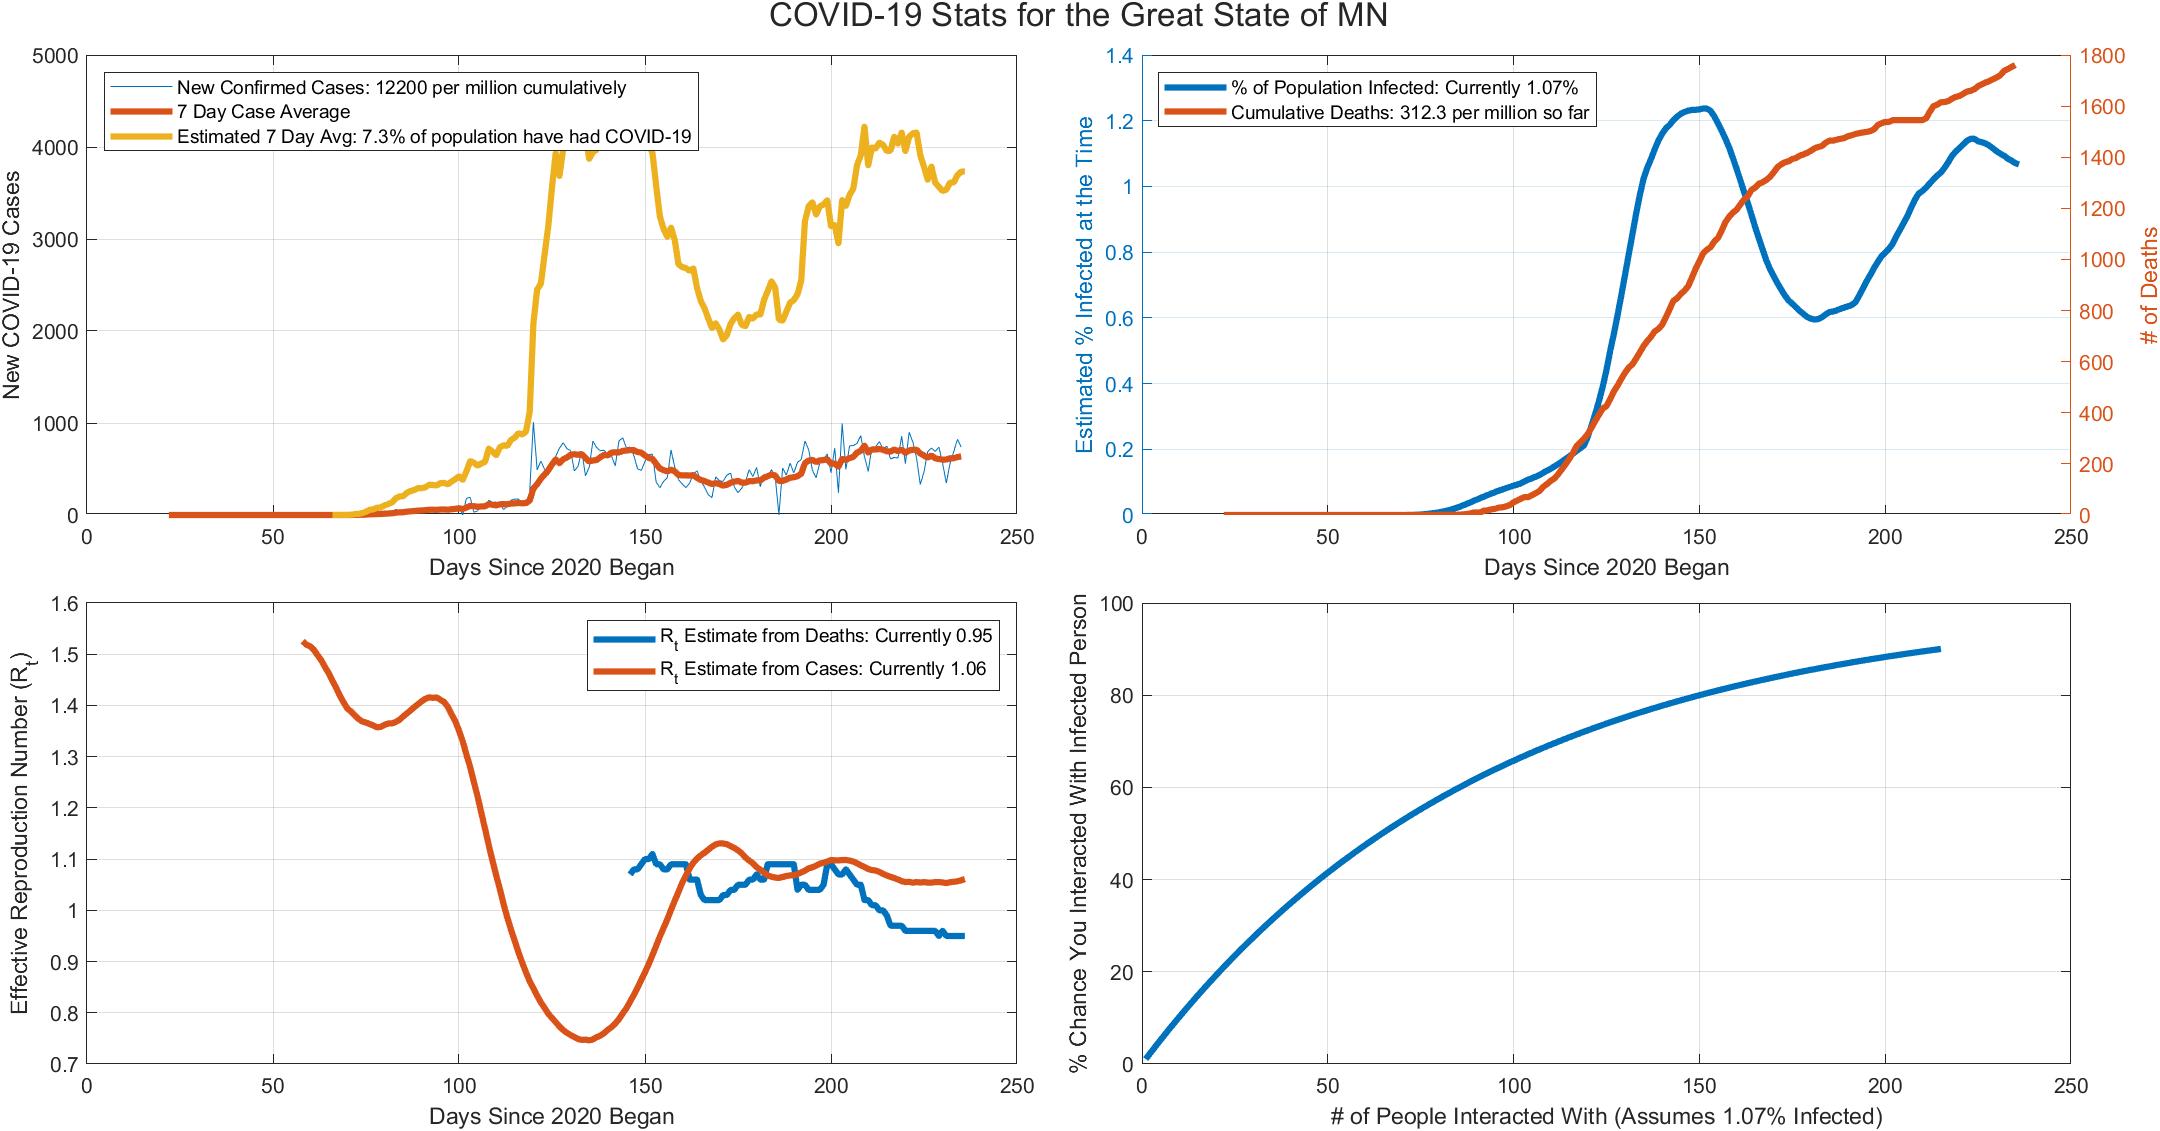 COVID-19 Stats for the Great State of MN
New COVID-19 Cases
5000
4000
3000
2000
1000
0
New Confirmed Cases: 12200 per million cumulatively
7 Day Case Average
Estimated 7 Day Avg: 7.3% of population have had COVID-19
0 50 100 150 200 250
Days Since 2020 Began
Estimated % Infected at the Time
1.4
1.2
1
0.8
0.6
0.4
0.2
0
% of Population Infected: Currently 1.07%
Cumulative Deaths: 312.3 per million so far
1800
1600
1400
1200
1000
800
600
400
200
0
# of Deaths
0 50 100 150 200 250
Days Since 2020 Began
Effective Reproduction Number (Rt)
1.6
1.5
1.4
1.3
1.2
1.1
1
0.9
0.8
0.7
Rt Estimate from Deaths: Currently 0.95
Rt Estimate from Cases: Currently 1.06
0 50 100 150 200 250
Days Since 2020 Began
% Chance You Interacted With Infected Person
100
80
60
40
20
0
0 50 100 150 200 250
# of People Interacted With (Assumes 1.07% Infected)